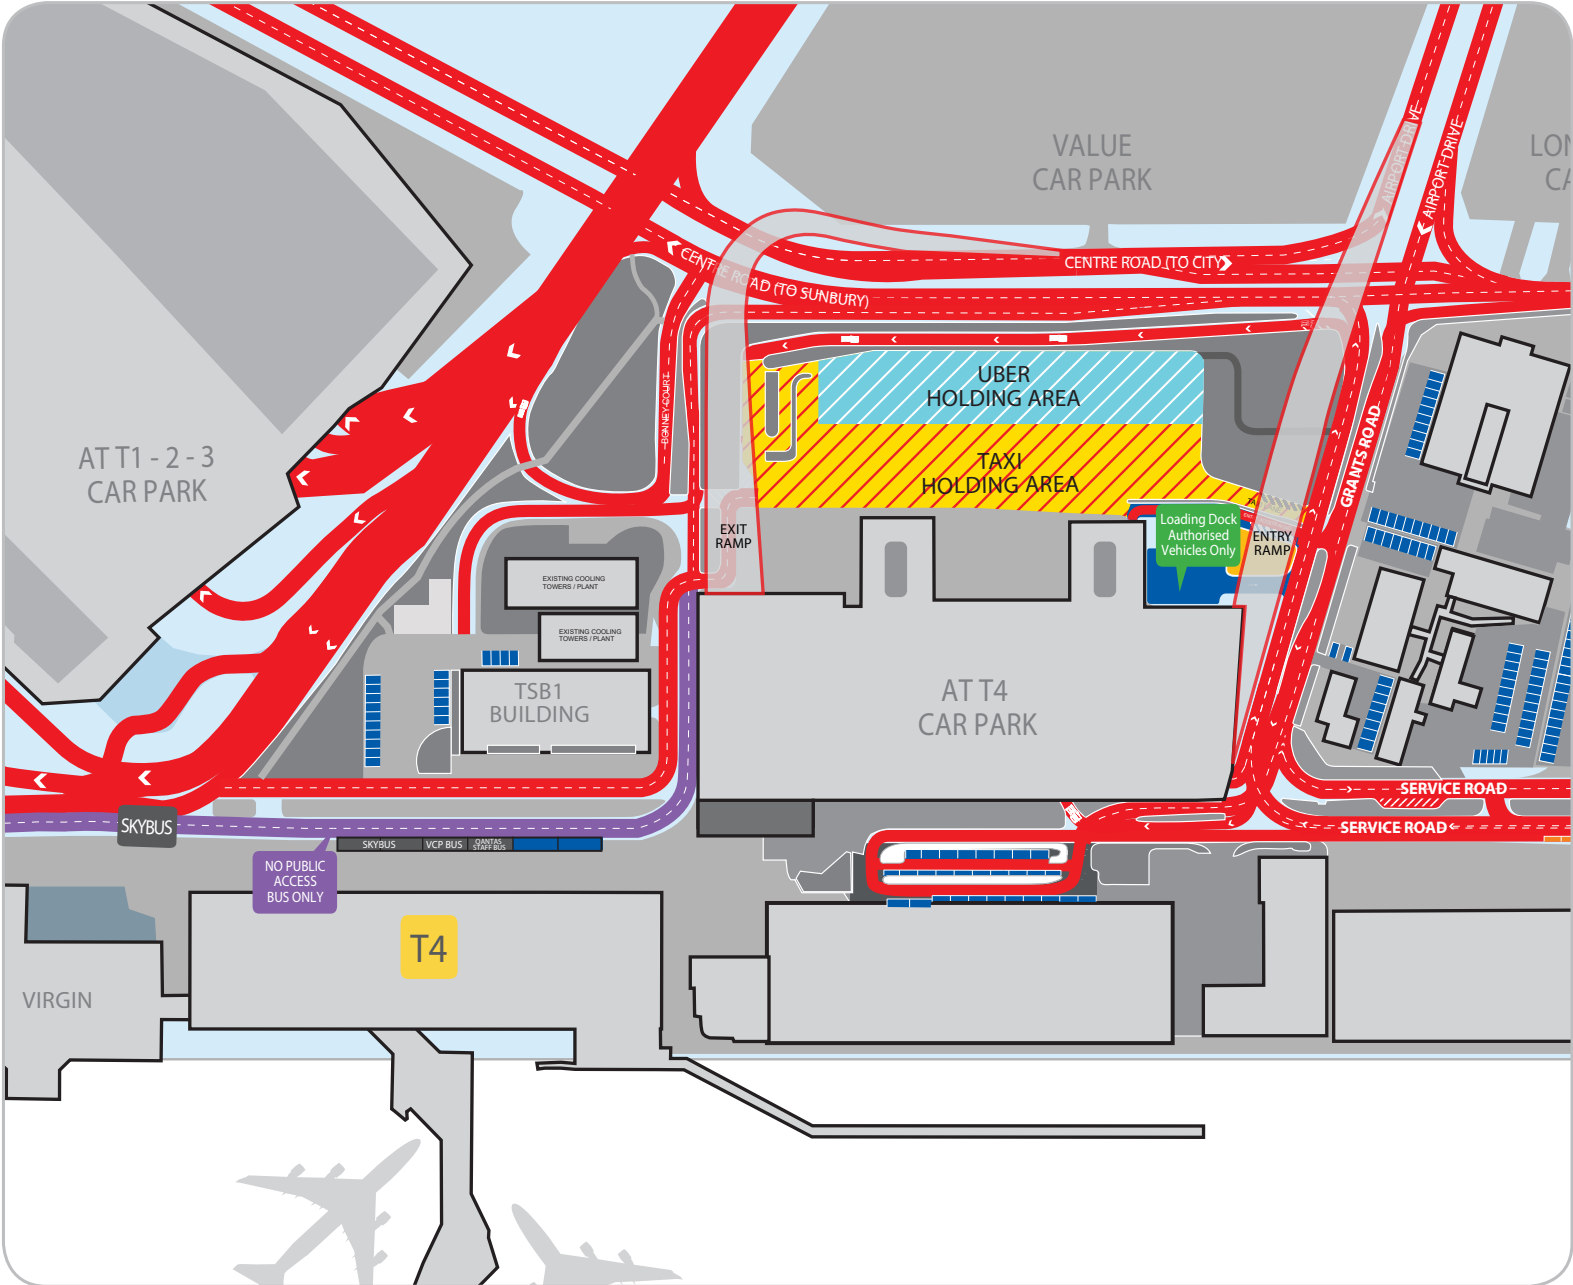 VALUE
CAR PARK
AIRPORT DRIVE
AIRPORT DRIVE
CENTRE ROAD (TO CITY)
CENTRE ROAD (TO SUNBURY)
UBER
HOLDING AREA
BONNEY COURT
TAXI
HOLDING AREA
GRANTS ROAD
AT T1 - 2 - 3
CAR PARK
EXIT
RAMP
Loading Dock
Authorised
Vehicles Only
ENTRY
RAMP
EXISTING COOLING
TOWERS / PLANT
EXISTING COOLING
TOWERS / PLANT
TSB1
BUILDING
AT T4
CAR PARK
SERVICE ROAD
SERVICE ROAD
SKYBUS
SKYBUS
VCP BUS
QANTAS
STAFF BUS
NO PUBLIC
ACCESS
BUS ONLY
T4
VIRGIN